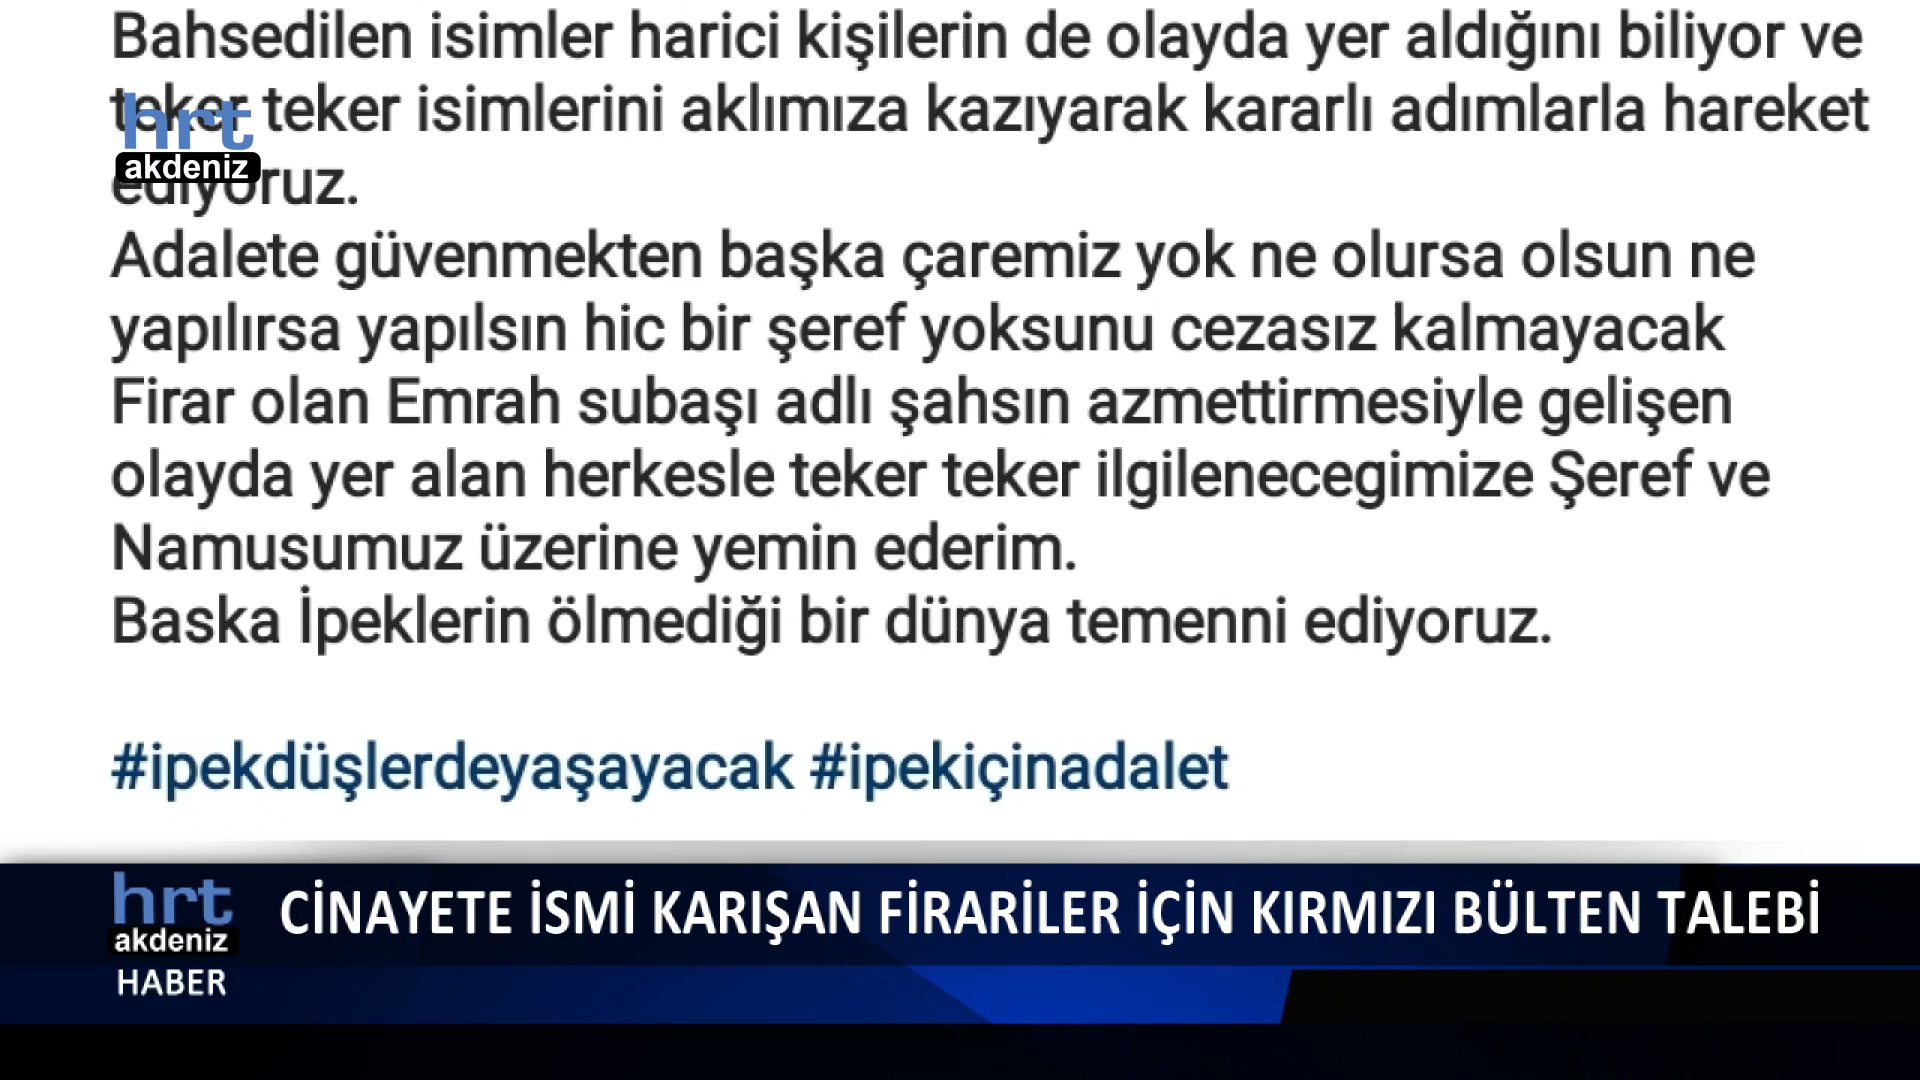 Bahsedilen isimler harici kişilerin de olayda yer aldığını biliyor ve
teker teker isimlerini aklımıza kazıyarak kararlı adımlarla hareket
hrt
akdeniz
ediyoruz.
Adalete güvenmekten başka çaremiz yok ne olursa olsun ne
yapılırsa yapılsın hic bir şeref yoksunu cezasız kalmayacak
Firar olan Emrah subaşı adlı şahsın azmettirmesiyle gelişen
olayda yer alan herkesle teker teker ilgilenecegimize Şeref ve
Namusumuz üzerine yemin ederim.
Baska İpeklerin ölmediği bir dünya temenni ediyoruz.
#ipekdüşlerdeyaşayacak #ipekiçinadalet
hrt
akdeniz
HABER
CİNAYETE İSMİ KARIŞAN FİRARİLER İÇİN KIRMIZI BÜLTEN TALEBİ